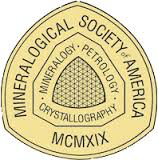 MINERALOGICAL SOCIETY of AMERICA
MINERALOGY • PETROLOGY
CRYSTALLOGRAPHY
MCMXIX